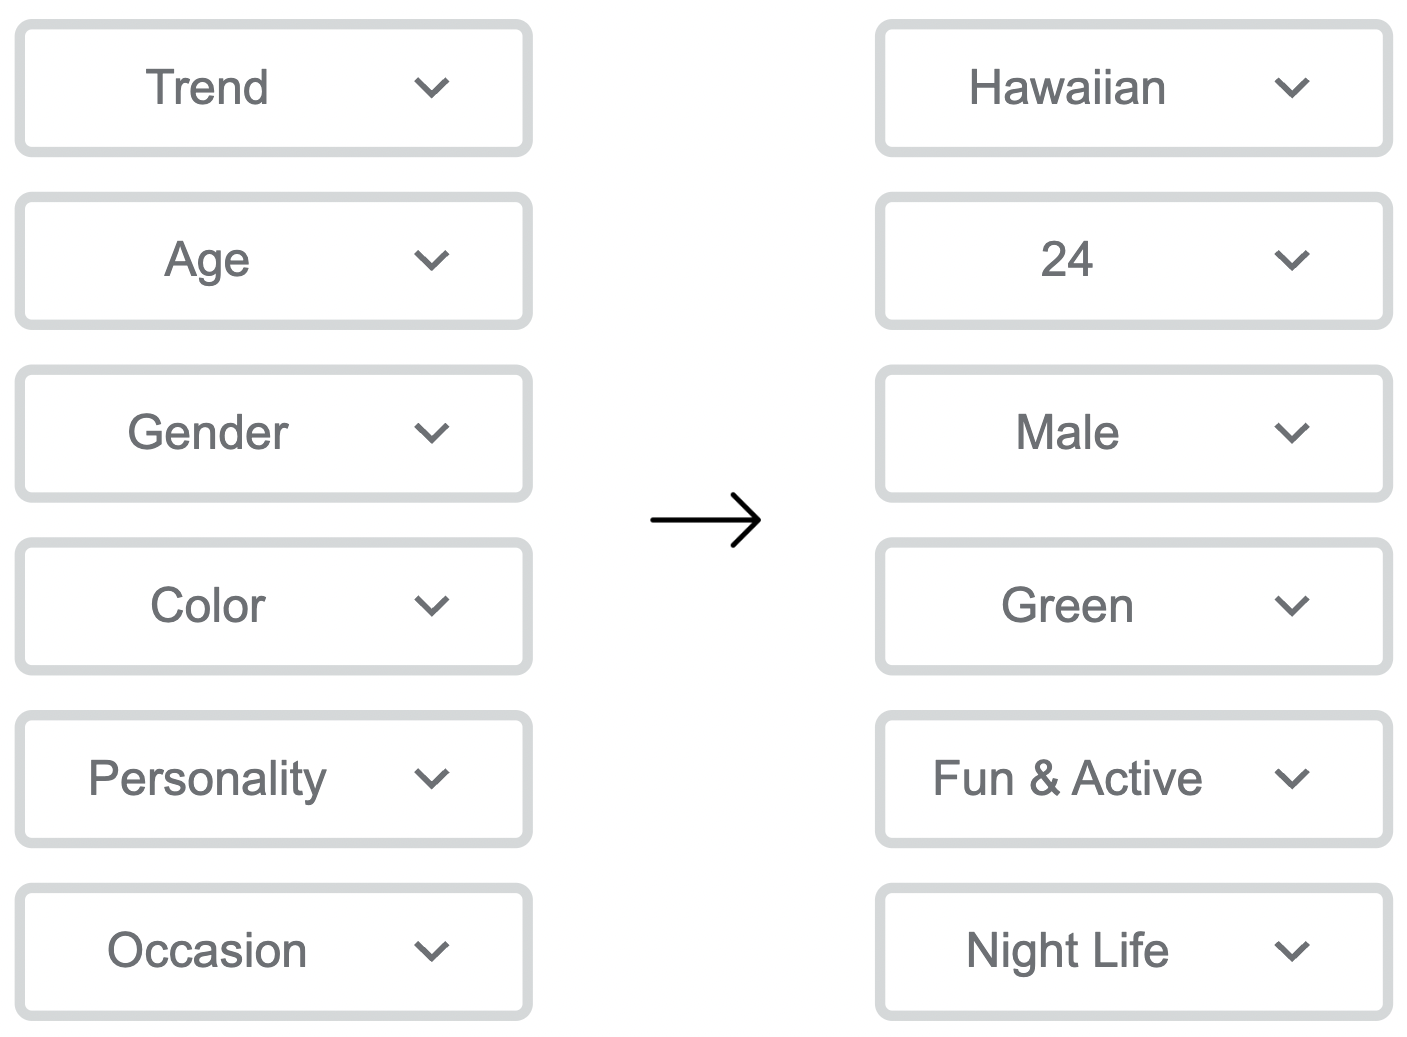 Trend
Age
Gender
Color
Personality
Occasion
Hawaiian
24
Male
Green
Fun & Active
Night Life